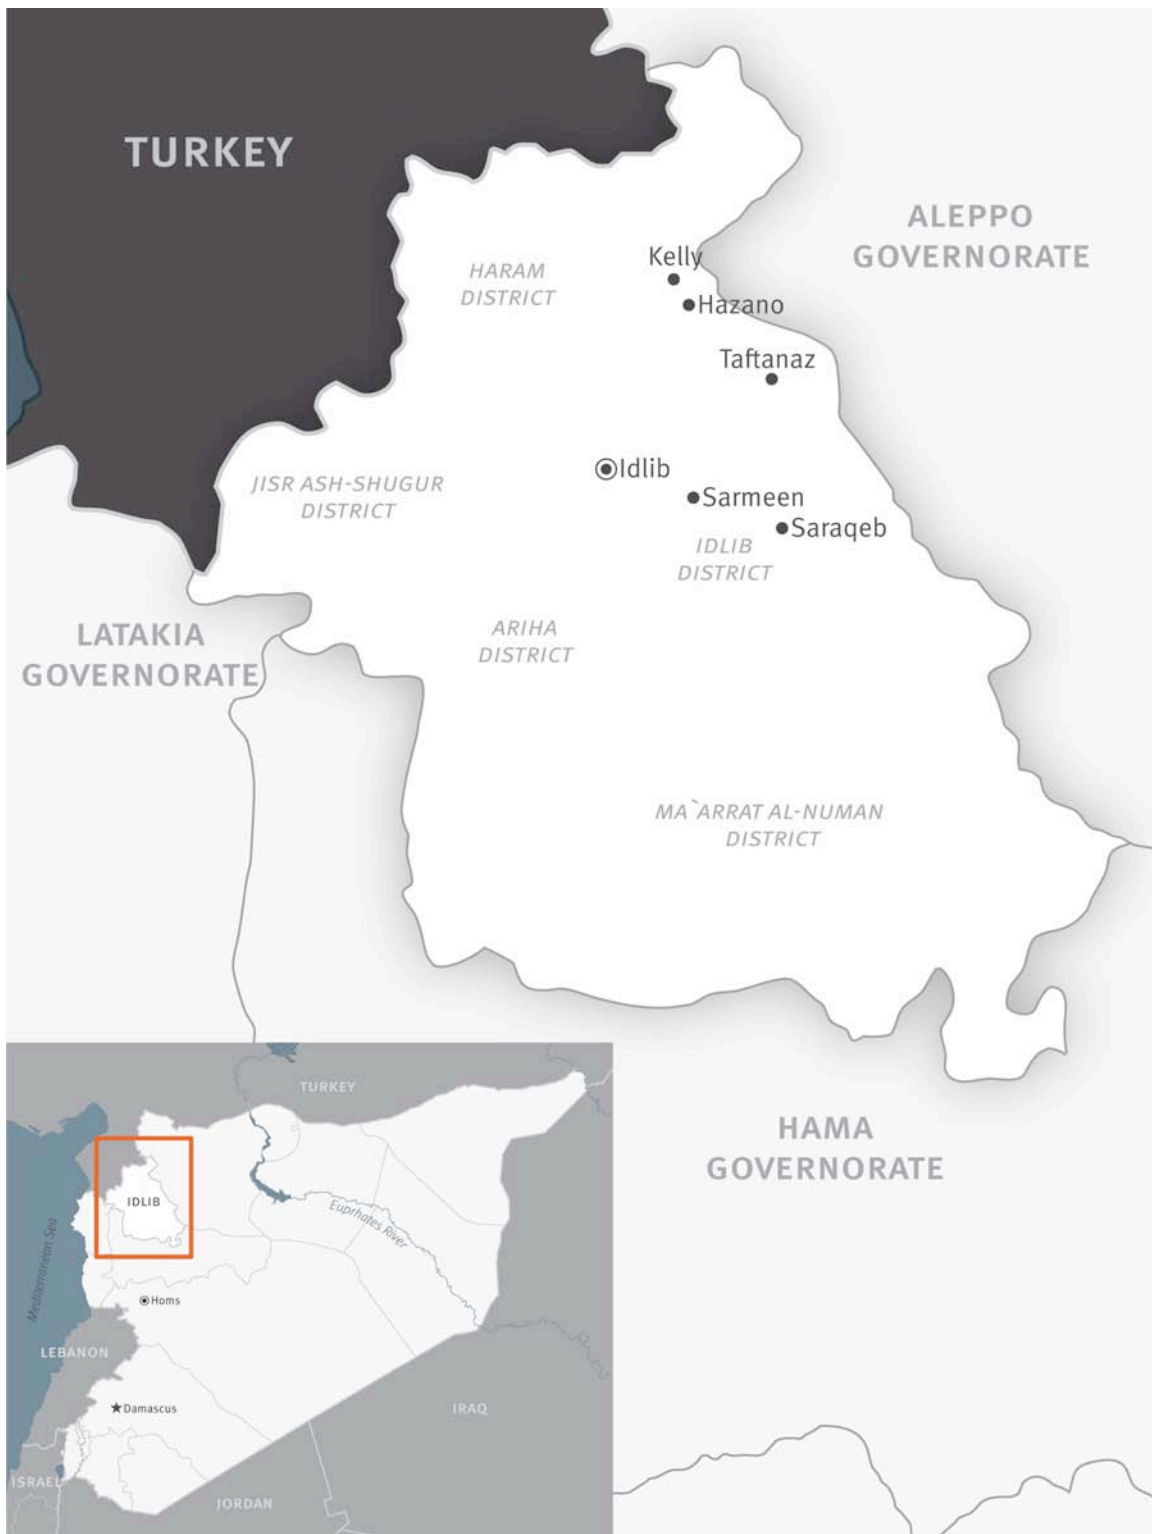 TURKEY
ALEPPO
GOVERNORATE
Kelly
HARAM
DISTRICT
Hazano
Taftanaz
Idlib
JISR ASH-SHUGUR
DISTRICT
Sarmeen
Saraqeb
IDLIB
DISTRICT
LATAKIA
GOVERNORATE
ARIHA
DISTRICT
MA`ARRAT AL-NUMAN
DISTRICT
HAMA
GOVERNORATE
TURKEY
IDLIB
Euprhates River
Mediterranean Sea
Homs
LEBANON
Damascus
IRAQ
ISRAEL
JORDAN